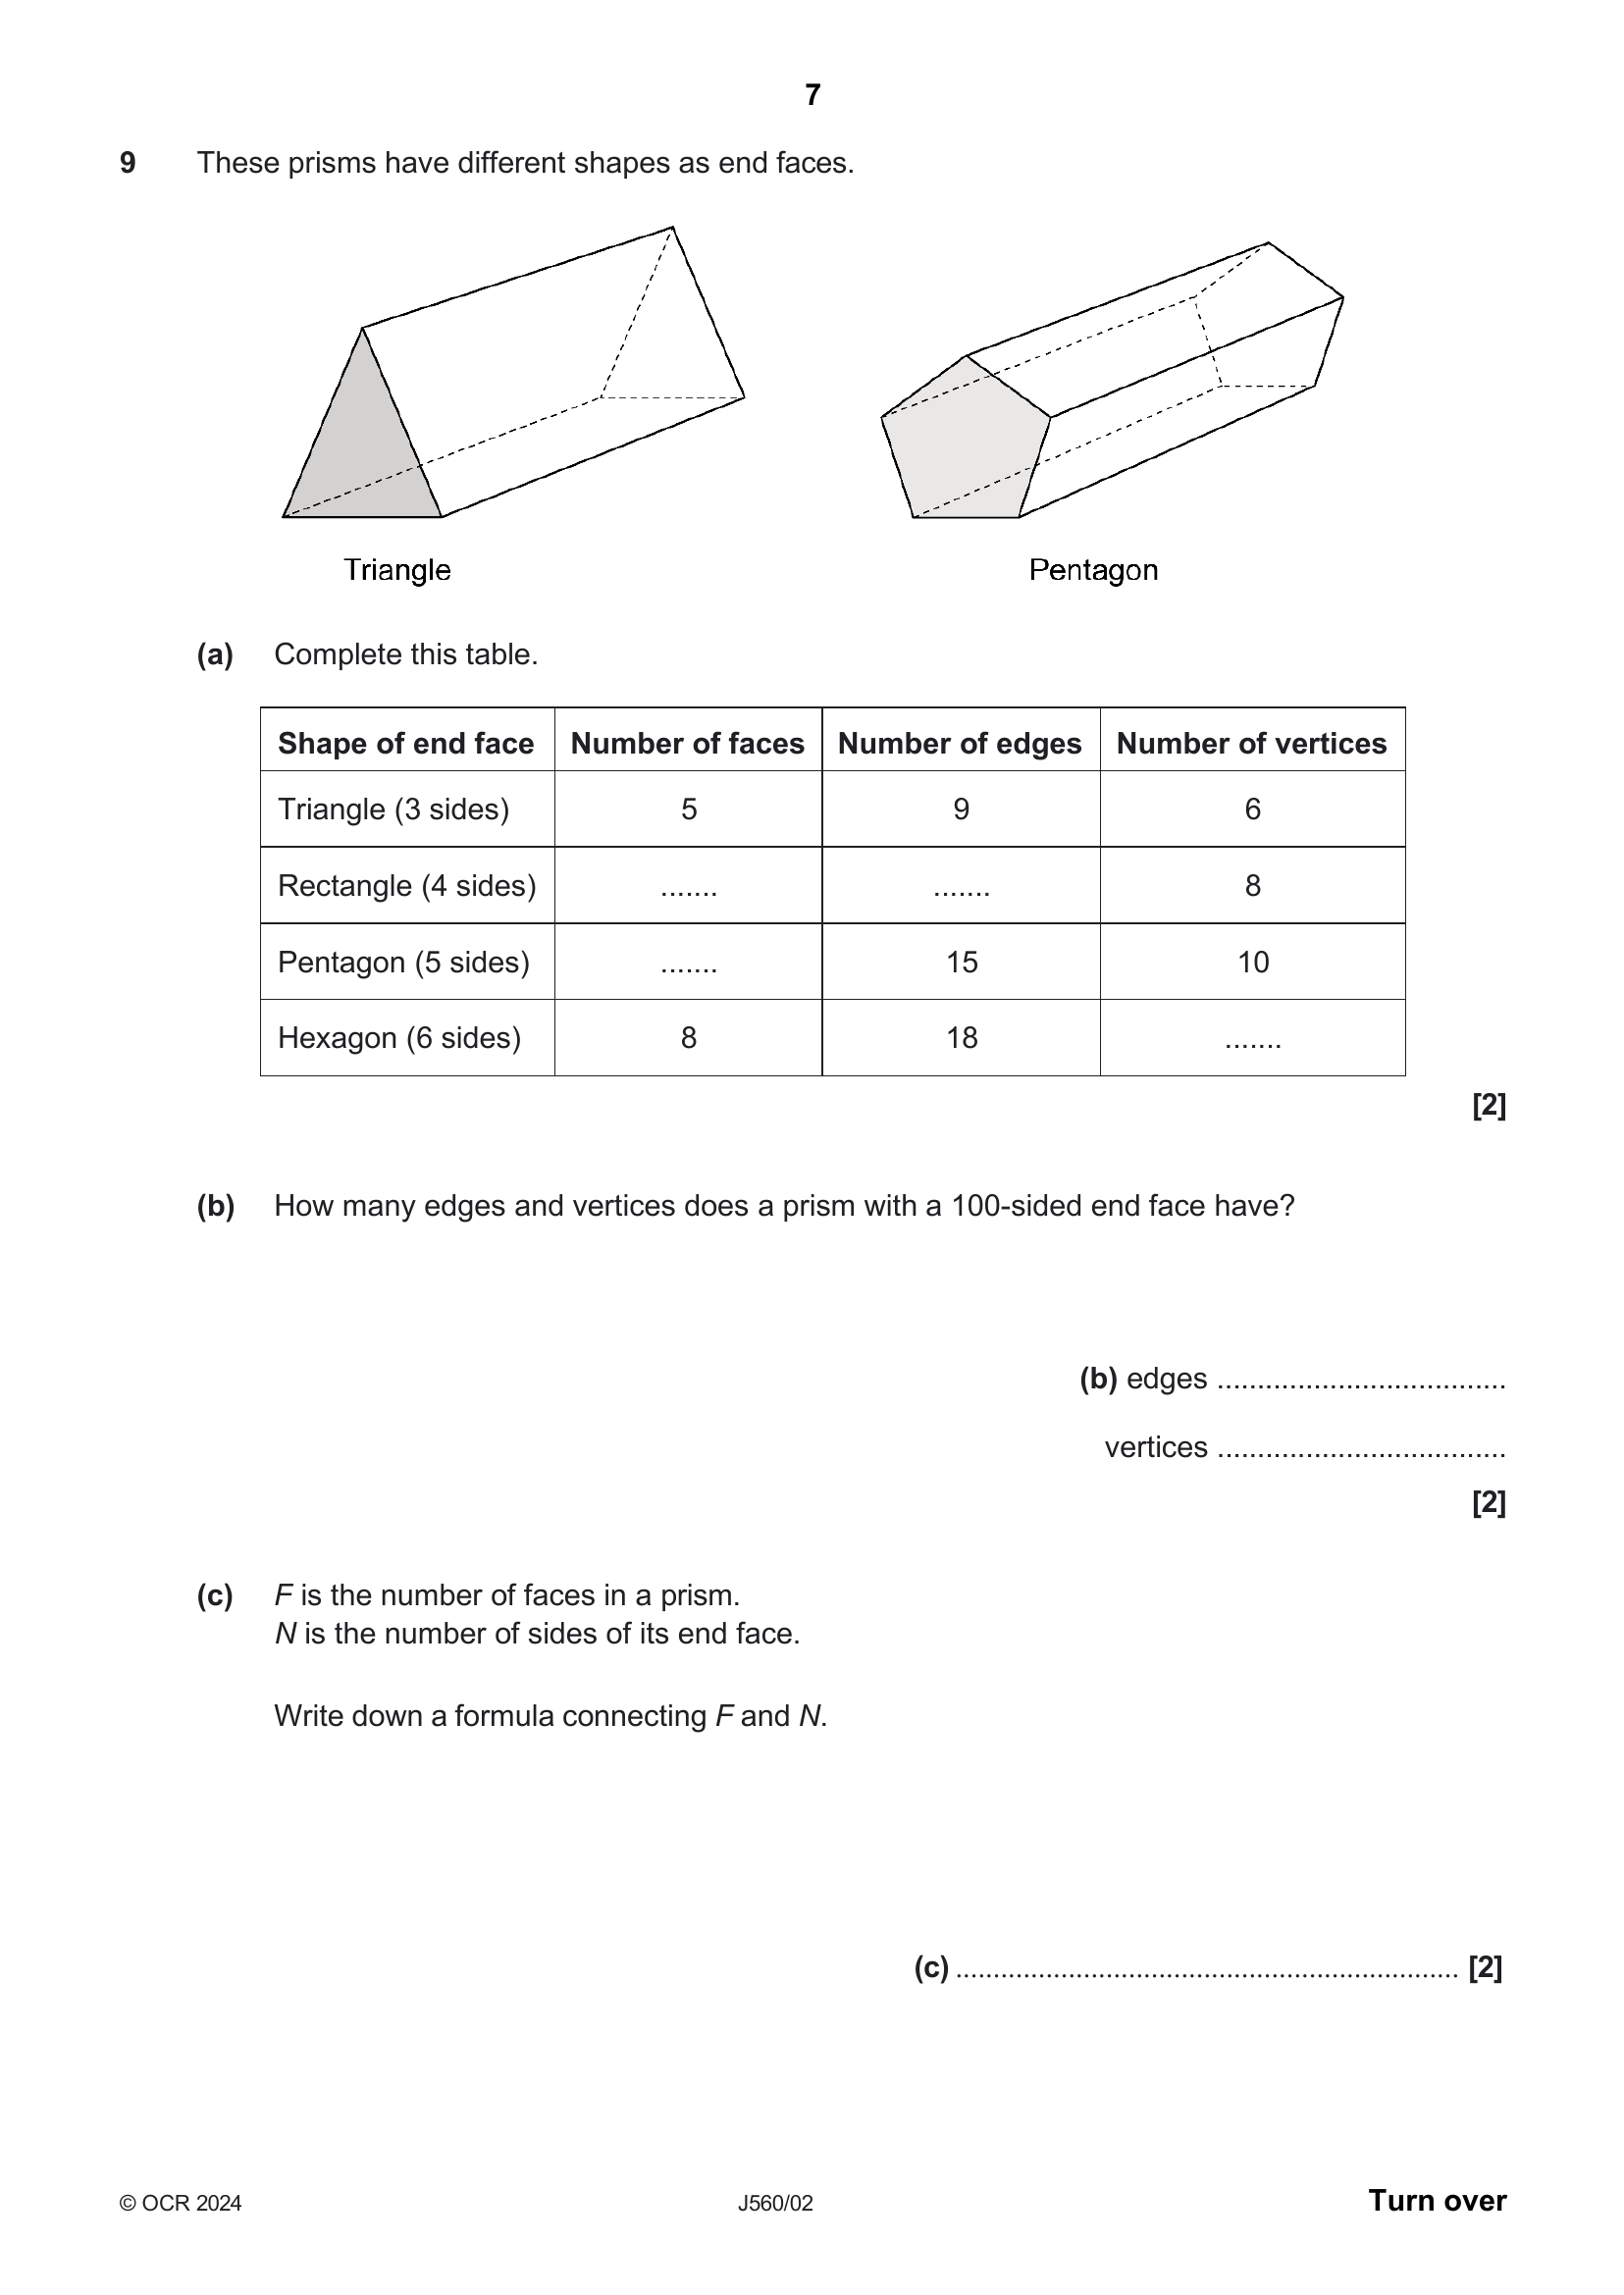 7
9 These prisms have different shapes as end faces.
Triangle Pentagon
(a) Complete this table.
Shape of end face Number of faces Number of edges Number of vertices
Triangle (3 sides) 5 9 6
Rectangle (4 sides) ....... ....... 8
Pentagon (5 sides) ....... 15 10
Hexagon (6 sides) 8 18 .......
[2]
(b) How many edges and vertices does a prism with a 100-sided end face have?
(b) edges ...................................
vertices ...................................
[2]
(c) F is the number of faces in a prism.
N is the number of sides of its end face.
Write down a formula connecting F and N.
(c) ................................................................... [2]
© OCR 2024 J560/02 Turn over